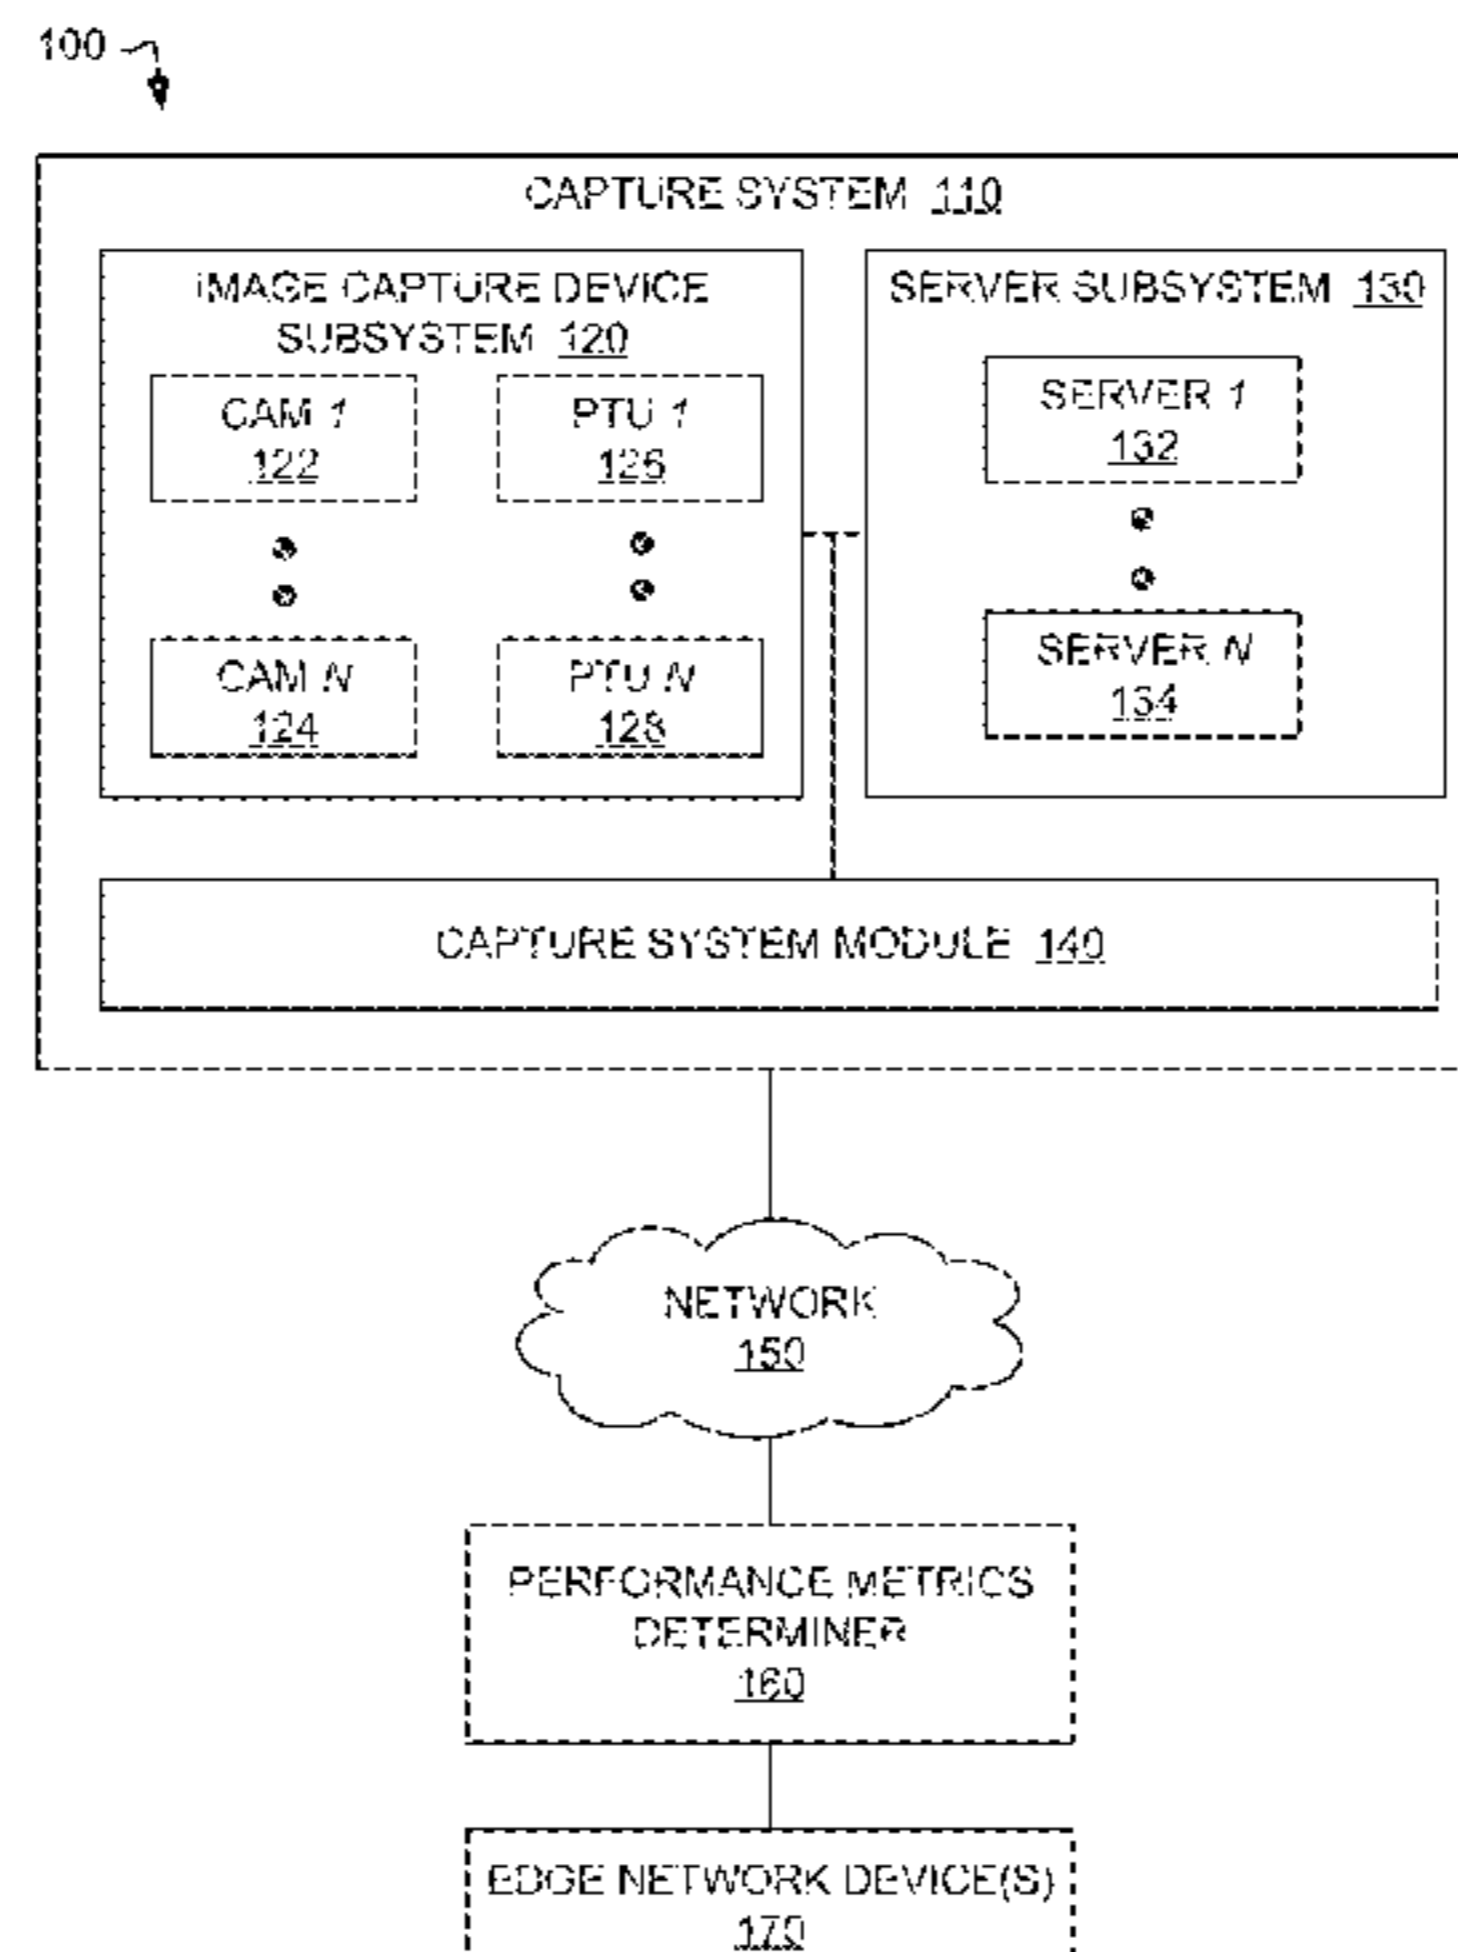 100
CAPTURE SYSTEM 110
IMAGE CAPTURE DEVICE
SUBSYSTEM 120
CAM 1
122
PTU 1
126
CAM N
124
PTU N
128
SERVER SUBSYSTEM 130
SERVER 1
132
SERVER N
134
CAPTURE SYSTEM MODULE 140
NETWORK
150
PERFORMANCE METRICS
DETERMINER
160
EDGE NETWORK DEVICE(S)
170